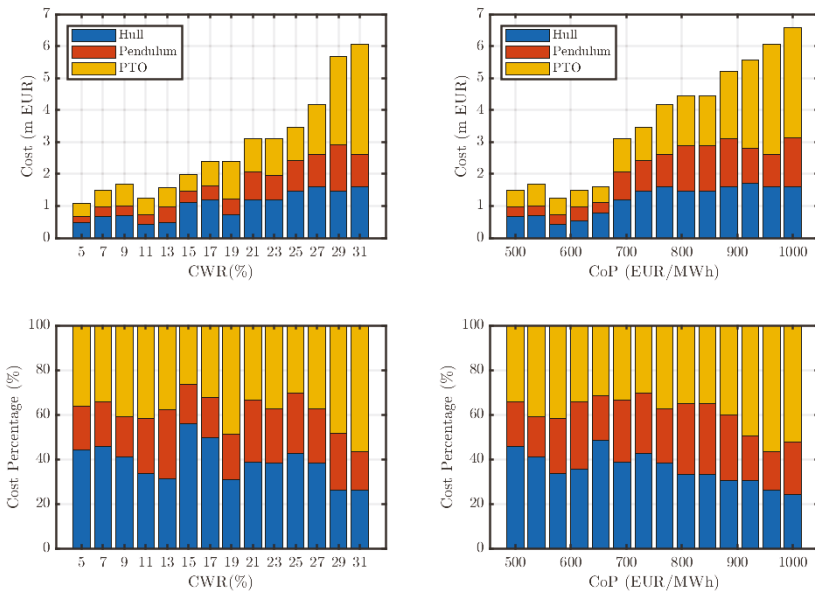 7
6
5
4
3
2
1
0
Cost (m EUR)
Hull
Pendulum
PTO
5 7 9 11 13 15 17 19 21 23 25 27 29 31
CWR(%)
7
6
5
4
3
2
1
0
Cost (m EUR)
Hull
Pendulum
PTO
500 600 700 800 900 1000
CoP (EUR/MWh)
100
80
60
40
20
0
Cost Percentage (%)
5 7 9 11 13 15 17 19 21 23 25 27 29 31
CWR(%)
100
80
60
40
20
0
Cost Percentage (%)
500 600 700 800 900 1000
CoP (EUR/MWh)